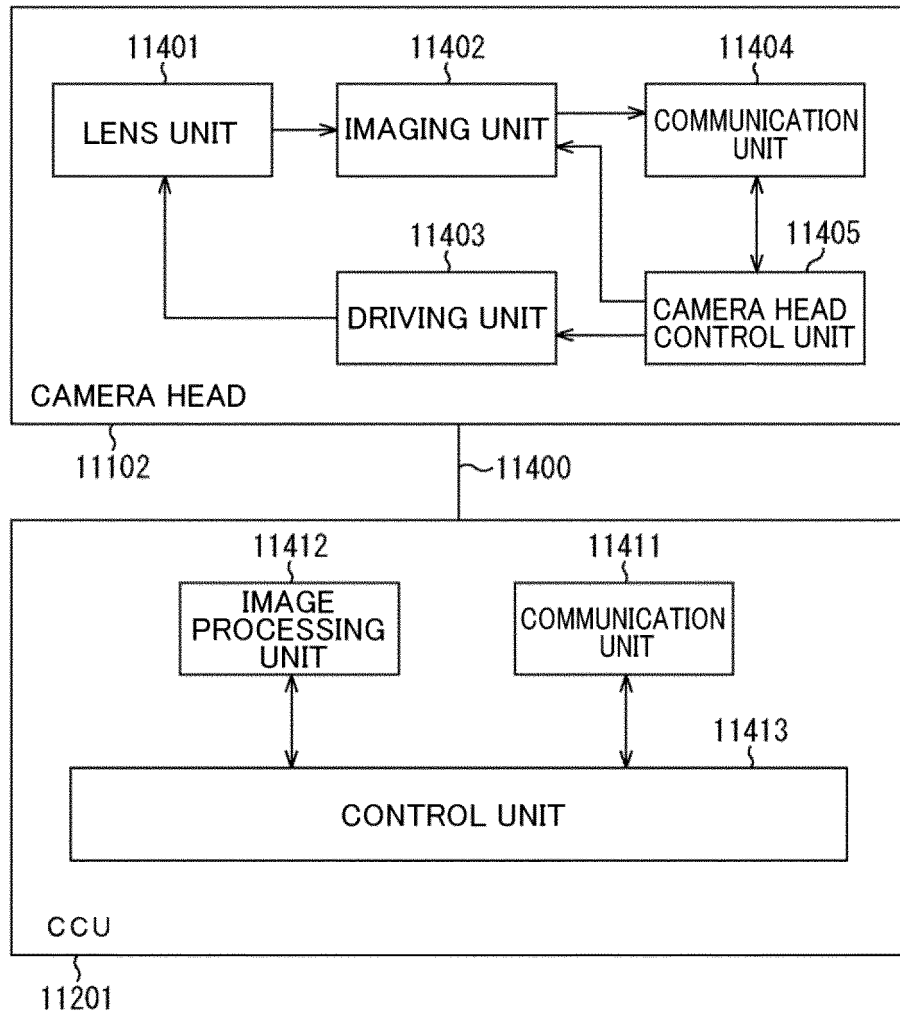 11401
11402
11404
LENS UNIT
IMAGING UNIT
COMMUNICATION
UNIT
11403
11405
DRIVING UNIT
CAMERA HEAD
CONTROL UNIT
CAMERA HEAD
11102
11400
11412
11411
IMAGE
PROCESSING
UNIT
COMMUNICATION
UNIT
11413
CONTROL UNIT
CCU
11201